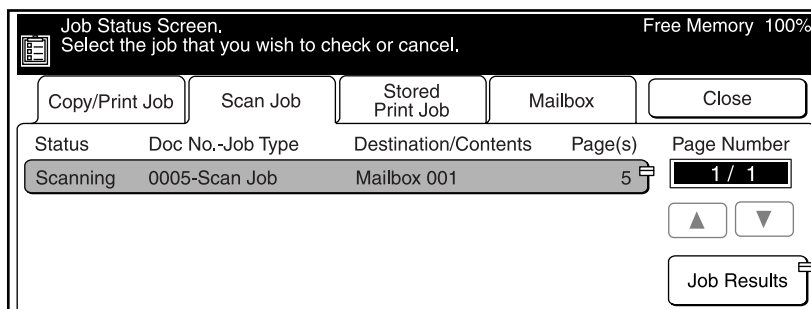 Job Status Screen.
Free Memory 100%
Select the job that you wish to check or cancel.
Copy/Print Job
Scan Job
Stored
Print Job
Mailbox
Close
Status Doc No.-Job Type Destination/Contents Page(s) Page Number
Scanning 0005-Scan Job Mailbox 001 5 1/ 1
Job Results